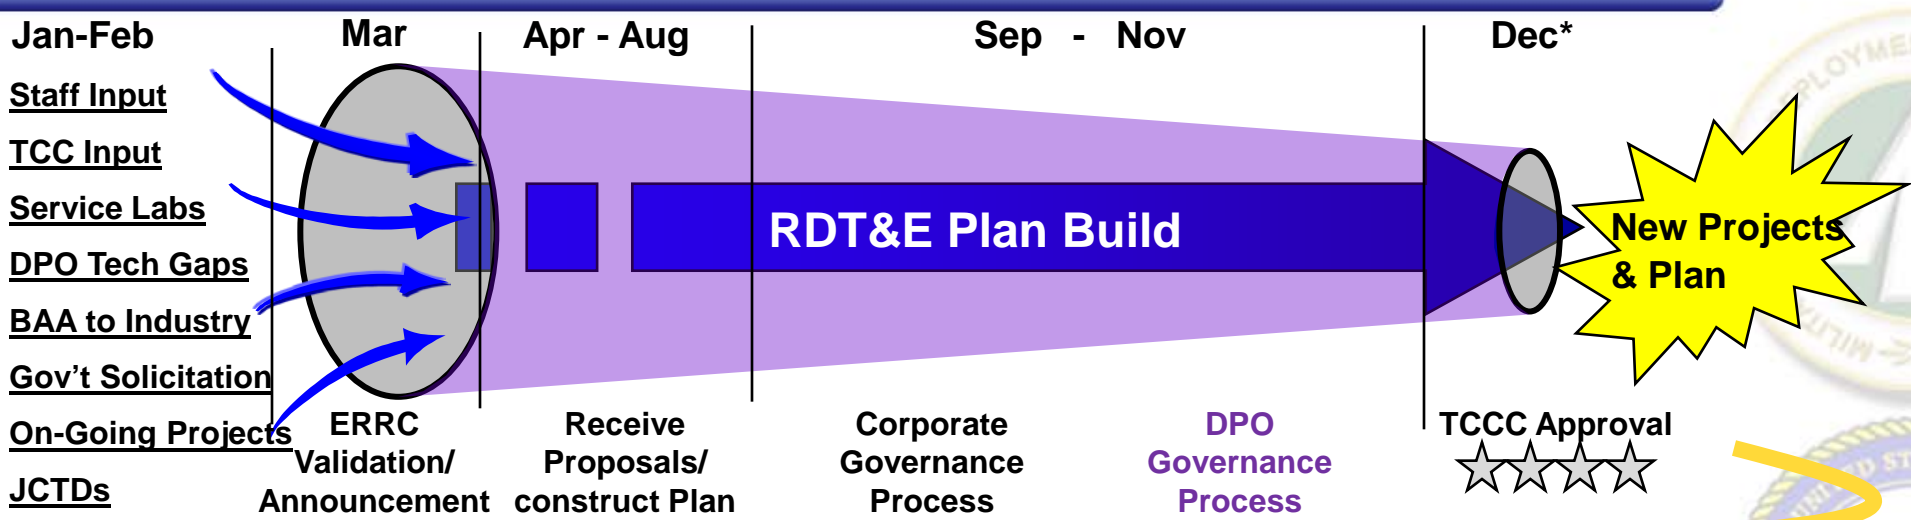 Jan-Feb
Mar
Apr - Aug
Sep - Nov
Dec*
Staff Input
TCC Input
Service Labs
DPO Tech Gaps
BAA to Industry
Gov’t Solicitation
On-Going Projects
JCTDs
RDT&E Plan Build
New Projects
& Plan
ERRC
Validation/
Announcement
Receive
Proposals/
construct Plan
Corporate
Governance
Process
DPO
Governance
Process
TCCC Approval